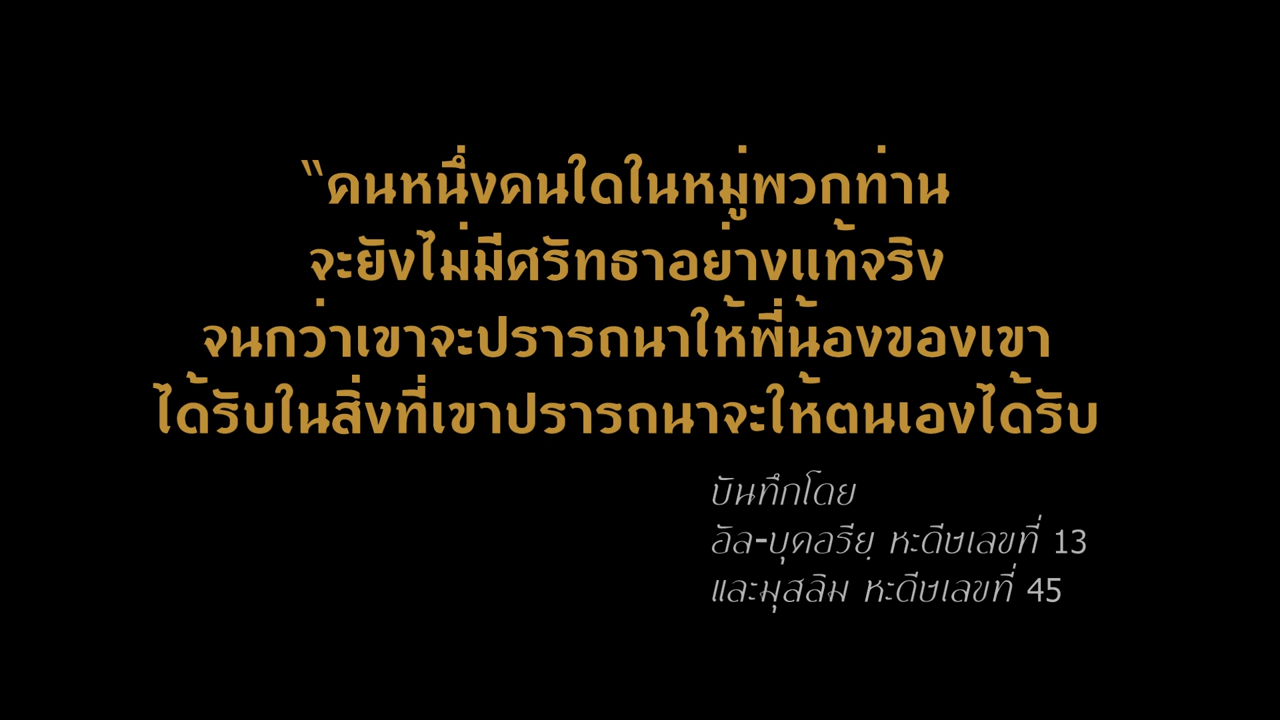 “คนหนึ่งคนใดในหมู่พวกท่าน
จะยังไม่มีศรัทธาอย่างแท้จริง
จนกว่าเขาจะปรารถนาให้พี่น้องของเขา
ได้รับในสิ่งที่เขาปรารถนาจะให้ตนเองได้รับ
บันทึกโดย
อัล-บุคอรียฺ หะดีษเลขที่ 13
และมุสลิม หะดีษเลขที่ 45